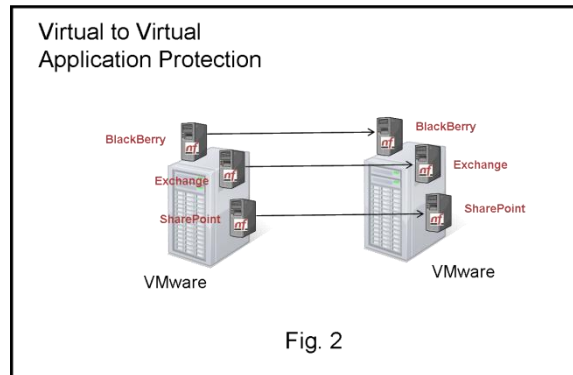 Virtual to Virtual
Application Protection
BlackBerry
BlackBerry
Exchange
Exchange
SharePoint
SharePoint
VMware
VMware
Fig. 2